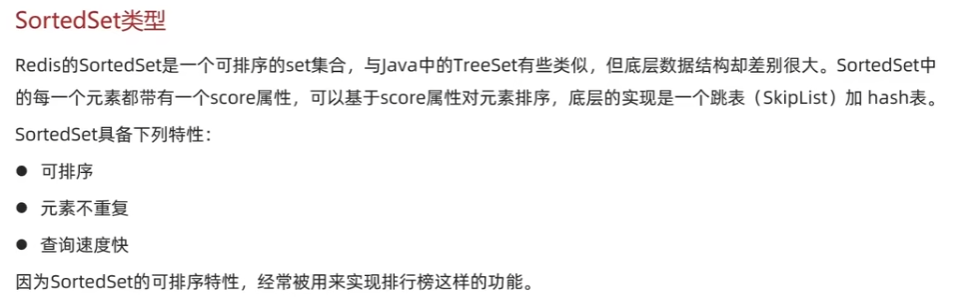 SortedSet类型
Redis的SortedSet是一个可排序的set集合，与Java中的TreeSet有些类似，但底层数据结构却差别很大。SortedSet中
的每一个元素都带有一个score属性，可以基于score属性对元素排序，底层的实现是一个跳表（SkipList）加 hash表。
SortedSet具备下列特性：
● 可排序
● 元素不重复
● 查询速度快
因为SortedSet的可排序特性，经常被用来实现排行榜这样的功能。